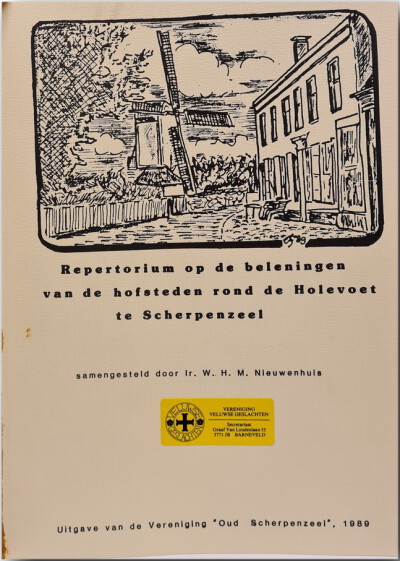 Repertorium op de beleningen
van de hofsteden rond de Holevoet
te Scherpenzeel
samengesteld door Ir. W. H. M. Nieuwenhuis
VERENIGING
VELUWSE GESLACHTEN
Secretariaat
3771 JB BARNEVELD
Uitgave van de Vereniging "Oud Scherpenzeel", 1989